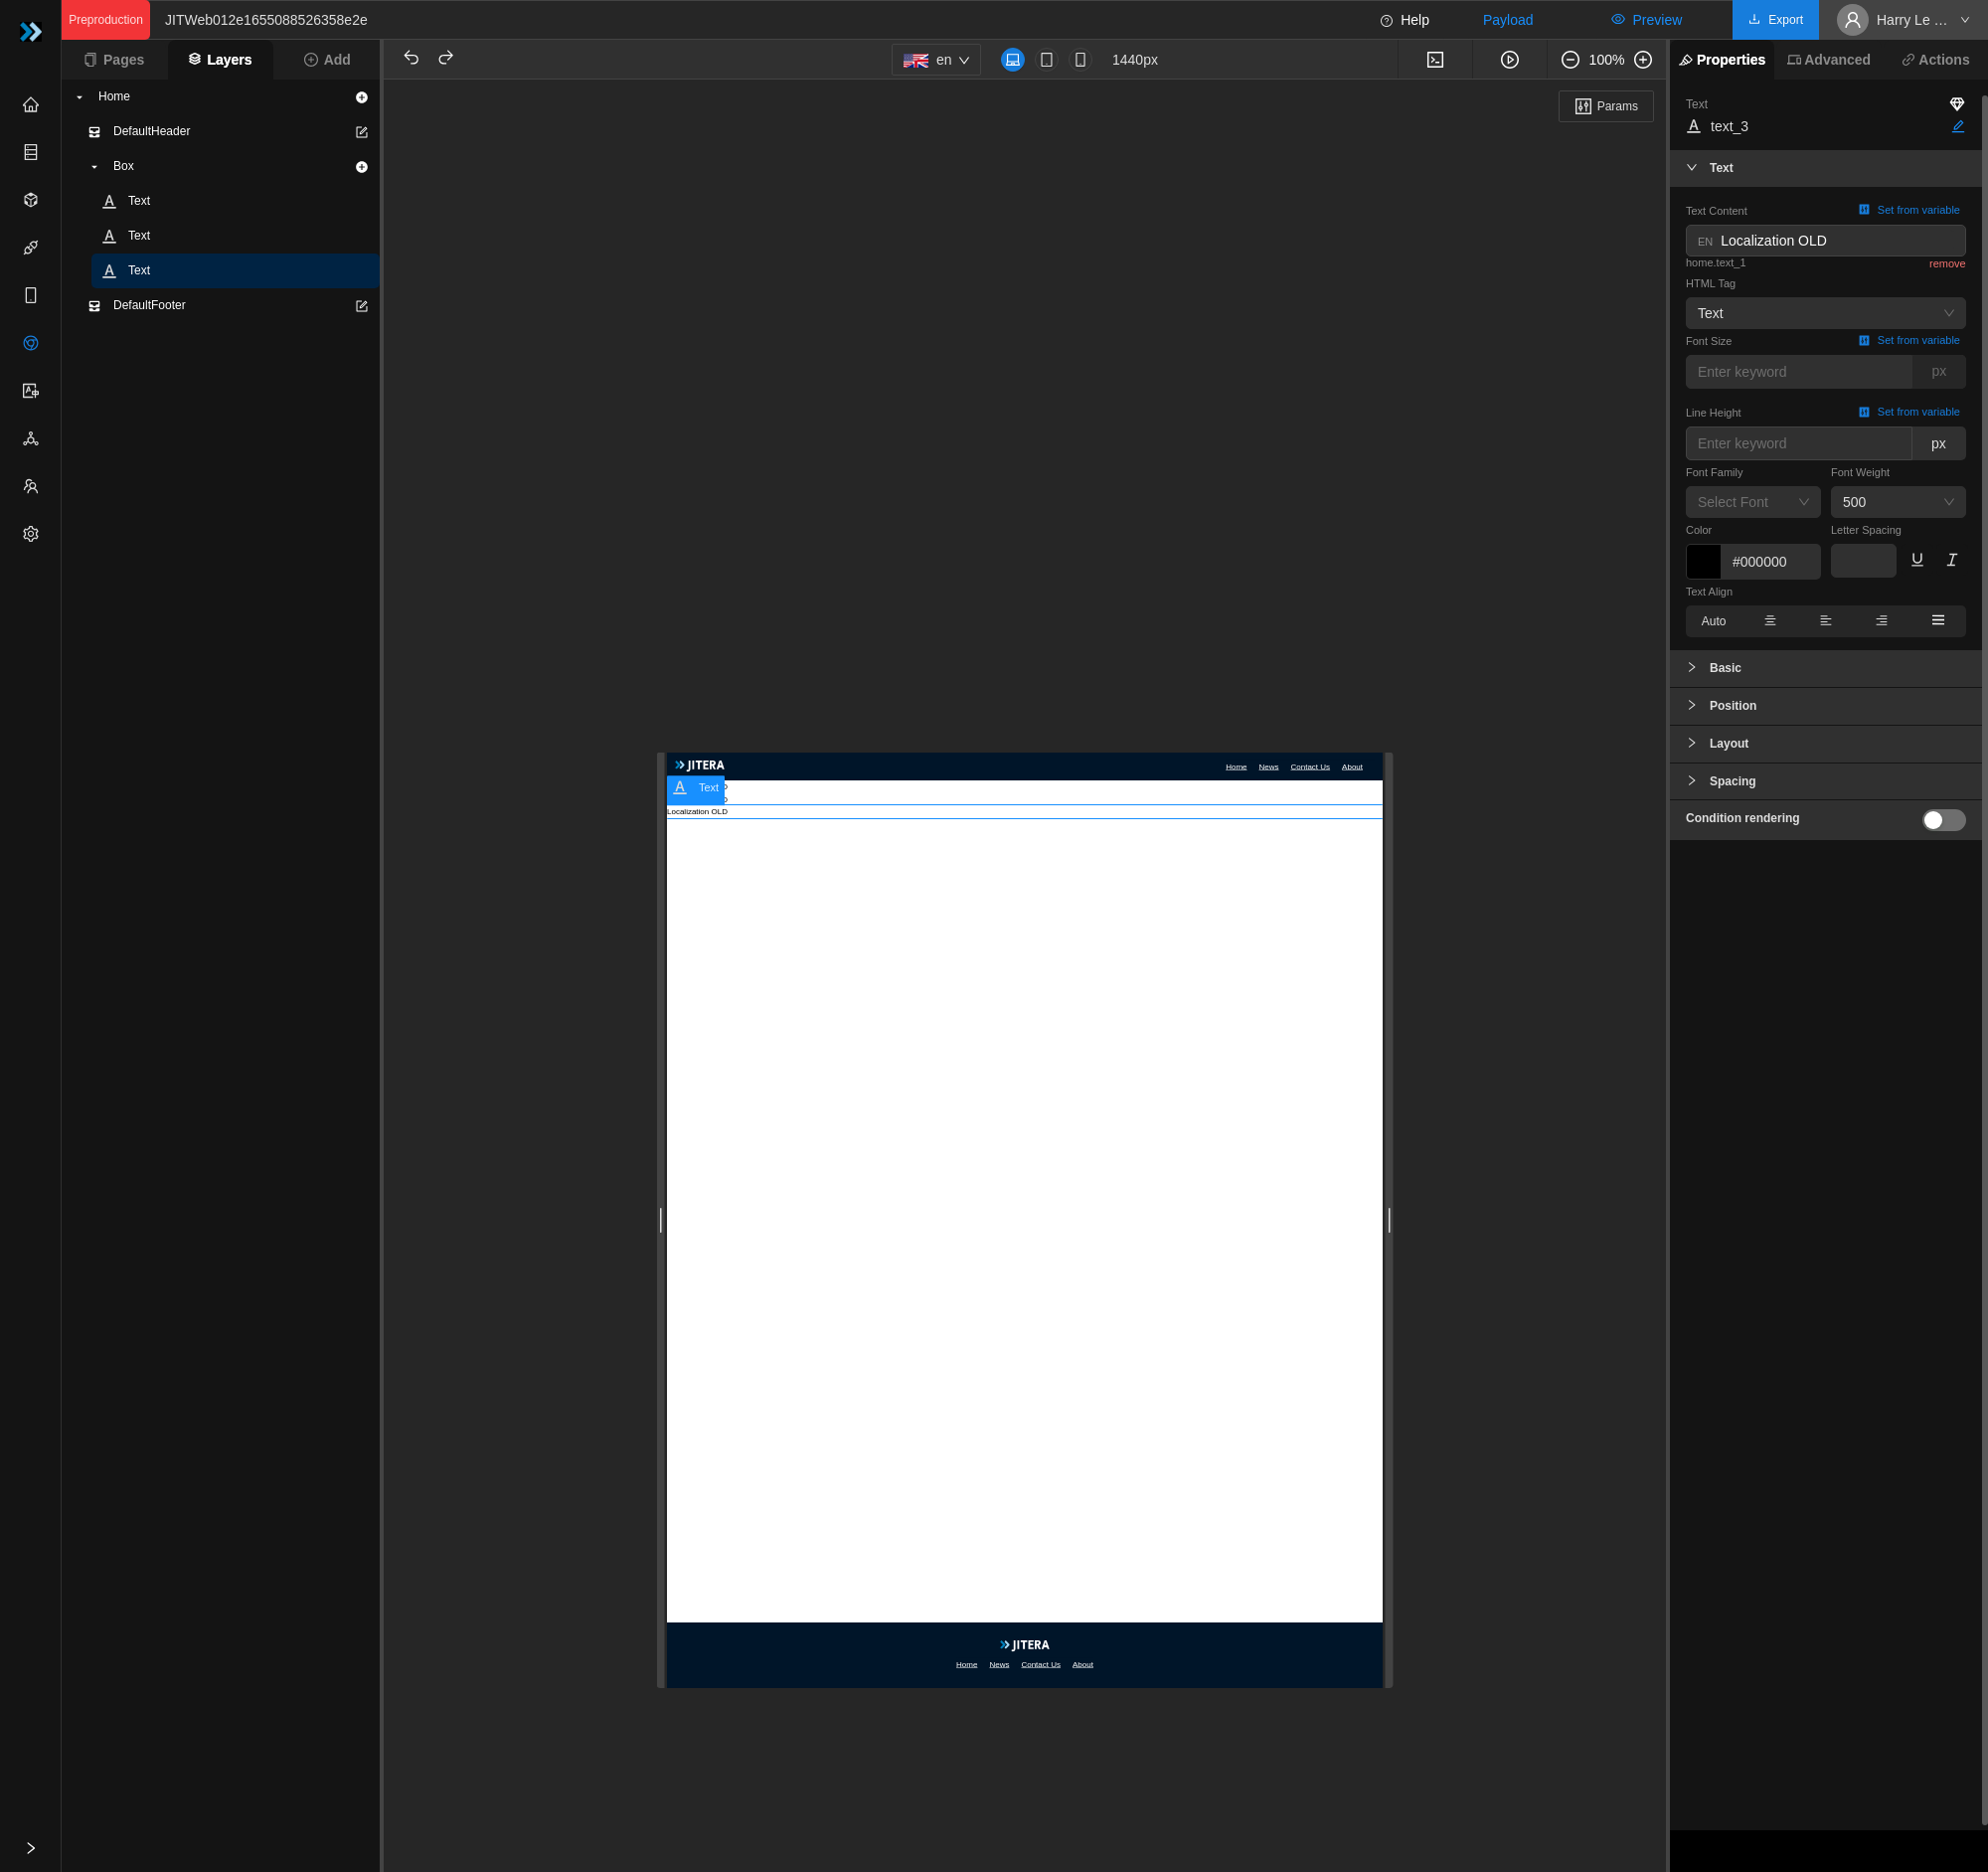 Preproduction
JITWeb012e1655088526358e2e
Help
Payload
Preview
Export
Harry Le ...
Pages
Layers
Add
en
1440px
100%
Properties
Advanced
Actions
Home
DefaultHeader
Box
Text
Text
Text
DefaultFooter
Params
JITERA
Home News Contact Us About
Text
Localization OLD
JITERA
Home News Contact Us About
Text
text_3
Text
Text Content
Set from variable
EN Localization OLD
home.text_1
remove
HTML Tag
Text
Font Size
Set from variable
Enter keyword
px
Line Height
Set from variable
Enter keyword
px
Font Family
Font Weight
Select Font
500
Color
Letter Spacing
#000000
Text Align
Auto
Basic
Position
Layout
Spacing
Condition rendering